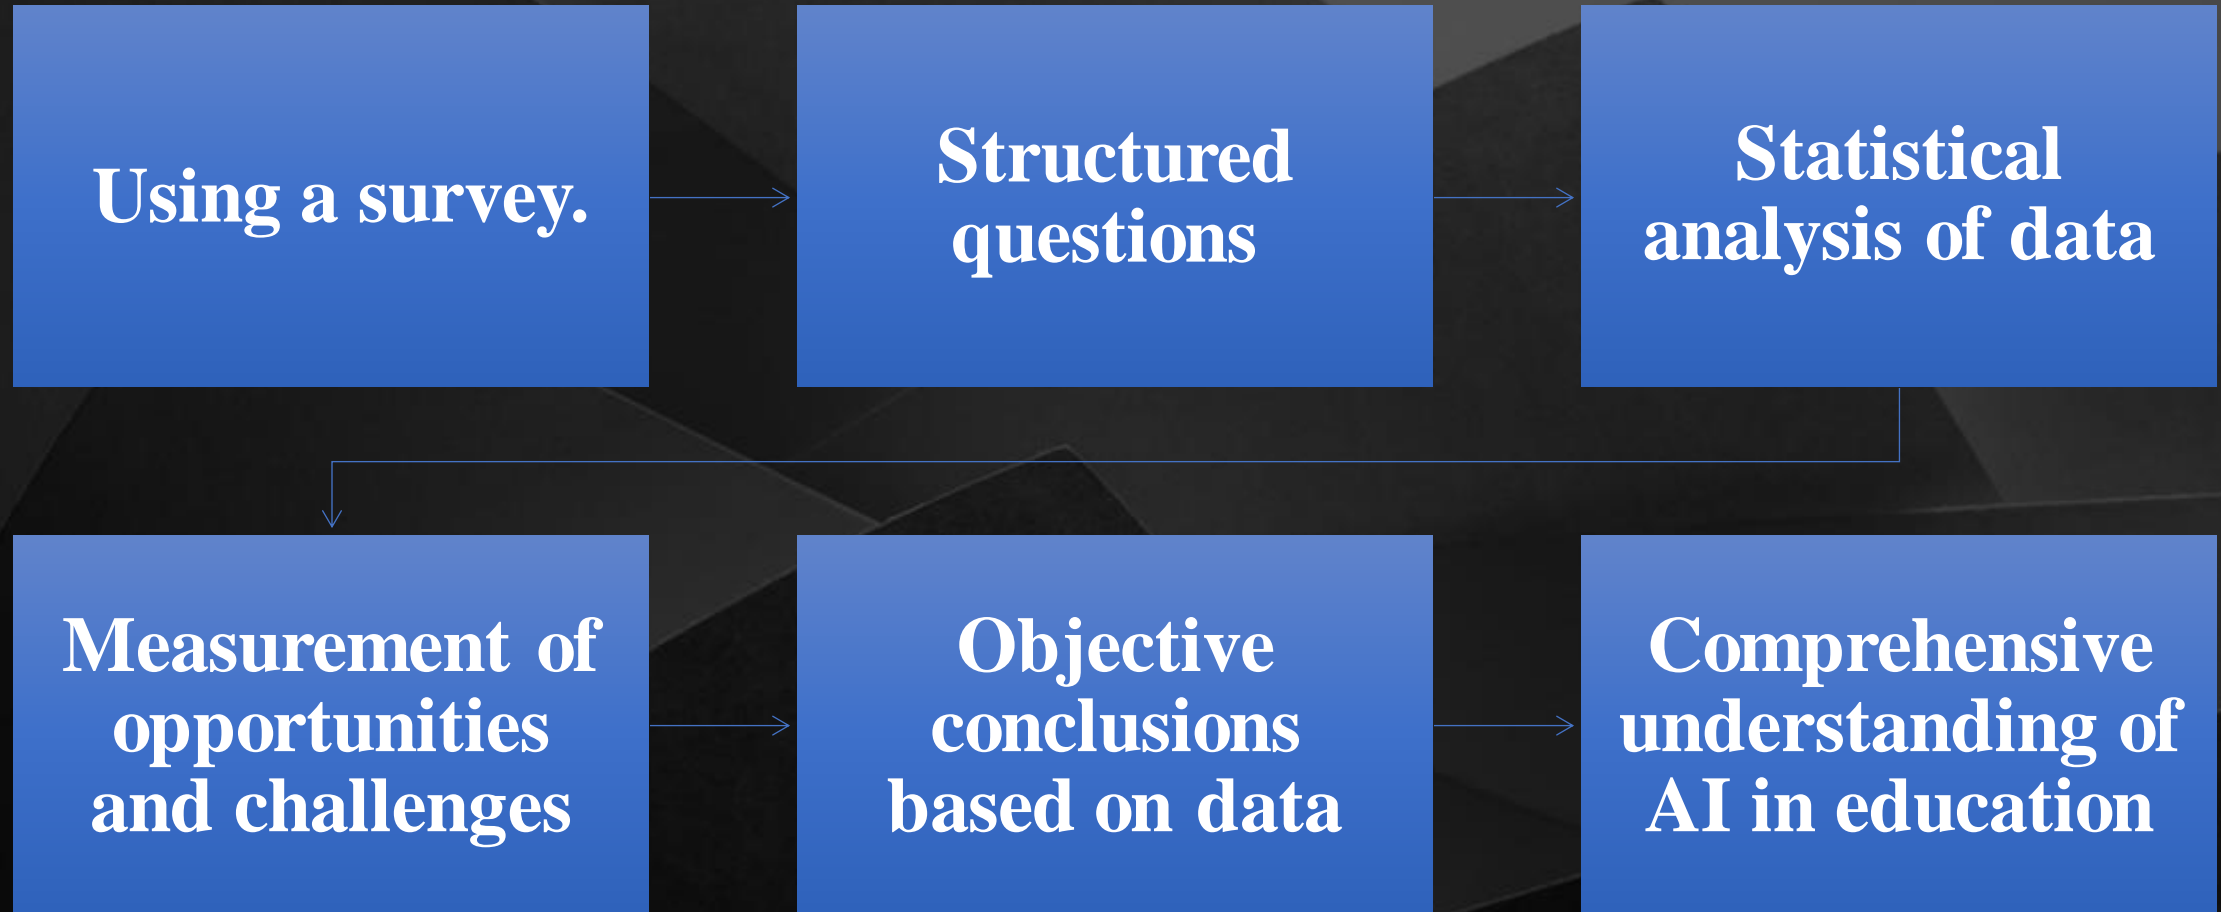 Using a survey.
Structured
questions
Statistical
analysis of data
Measurement of
opportunities
and challenges
Objective
conclusions
based on data
Comprehensive
understanding of
AI in education